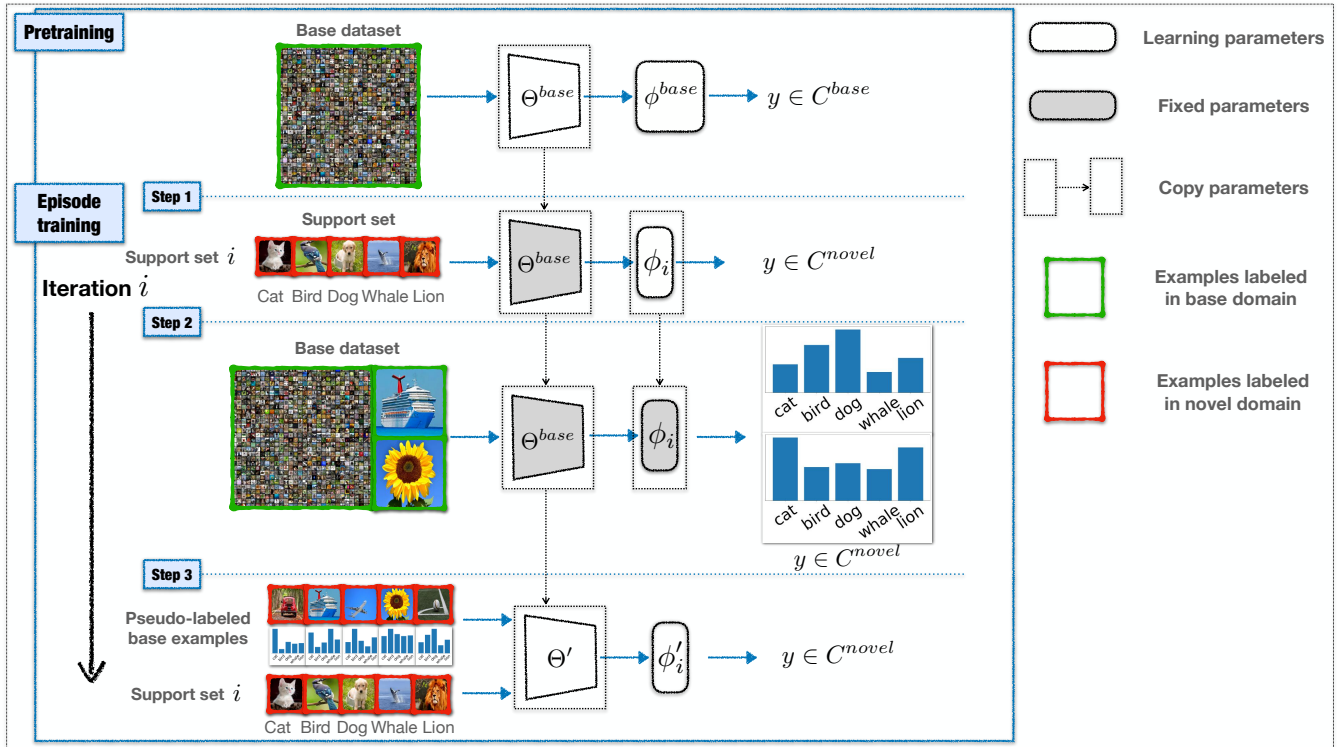 Pretraining
Base dataset
Θ^{base}
ϕ^{base}
y ∈ C^{base}
Learning parameters
Fixed parameters
Copy parameters
Examples labeled
in base domain
Examples labeled
in novel domain
Episode
training
Step 1
Support set
Support set i
Cat Bird Dog Whale Lion
Θ^{base}
ϕ_i
y ∈ C^{novel}
Iteration i
Step 2
Base dataset
Θ^{base}
ϕ_i
cat bird dog whale lion
cat bird dog whale lion
y ∈ C^{novel}
Step 3
Pseudo-labeled
base examples
Θ′
ϕ′_i
y ∈ C^{novel}
Support set i
Cat Bird Dog Whale Lion